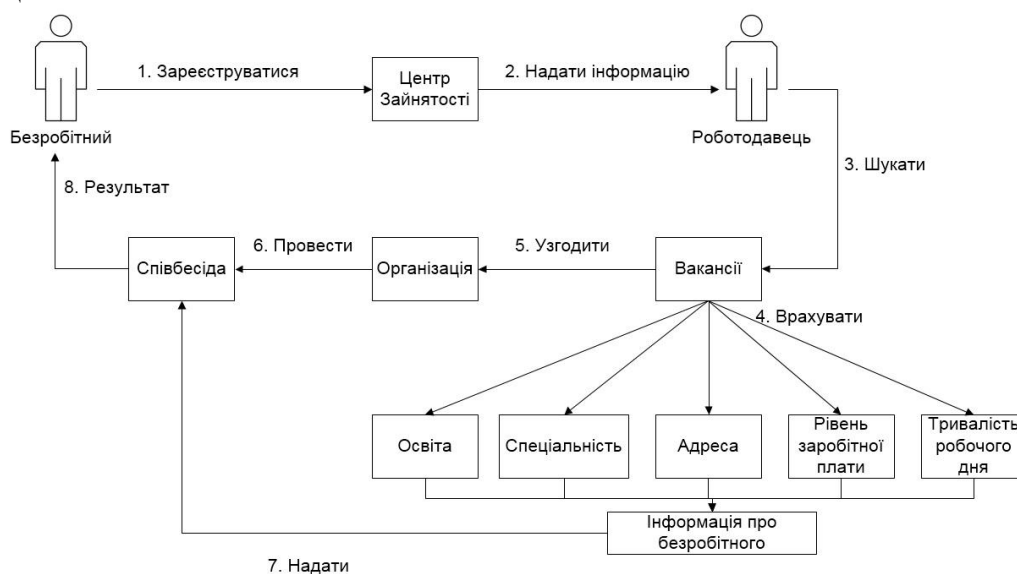 1. Зареєструватися
Центр
Зайнятості
2. Надати інформацію
Безробітний
Роботодавець
3. Шукати
8. Результат
6. Провести
5. Узгодити
Співбесіда
Організація
Вакансії
4. Врахувати
Освіта
Спеціальність
Адреса
Рівень
заробітної
плати
Тривалість
робочого
дня
Інформація про
безробітного
7. Надати